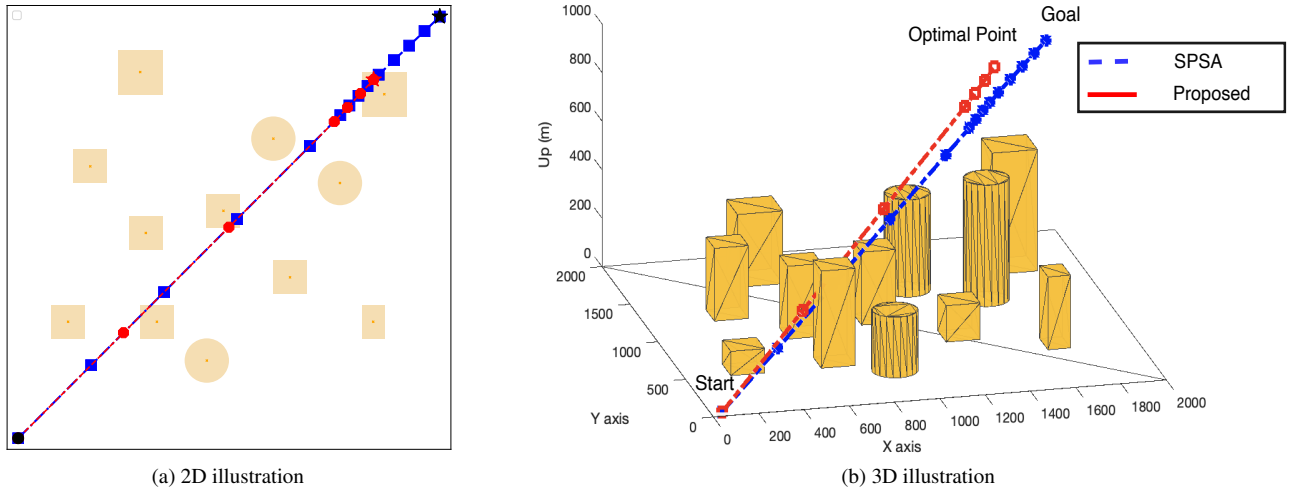 1000
800
600
400
200
0
Up (m)
Optimal Point
Goal
SPSA
Proposed
Start
2000
1500
1000
500
0
Y axis
0
200
400
600
800
1000
1200
1400
1600
1800
2000
X axis
(a) 2D illustration
(b) 3D illustration